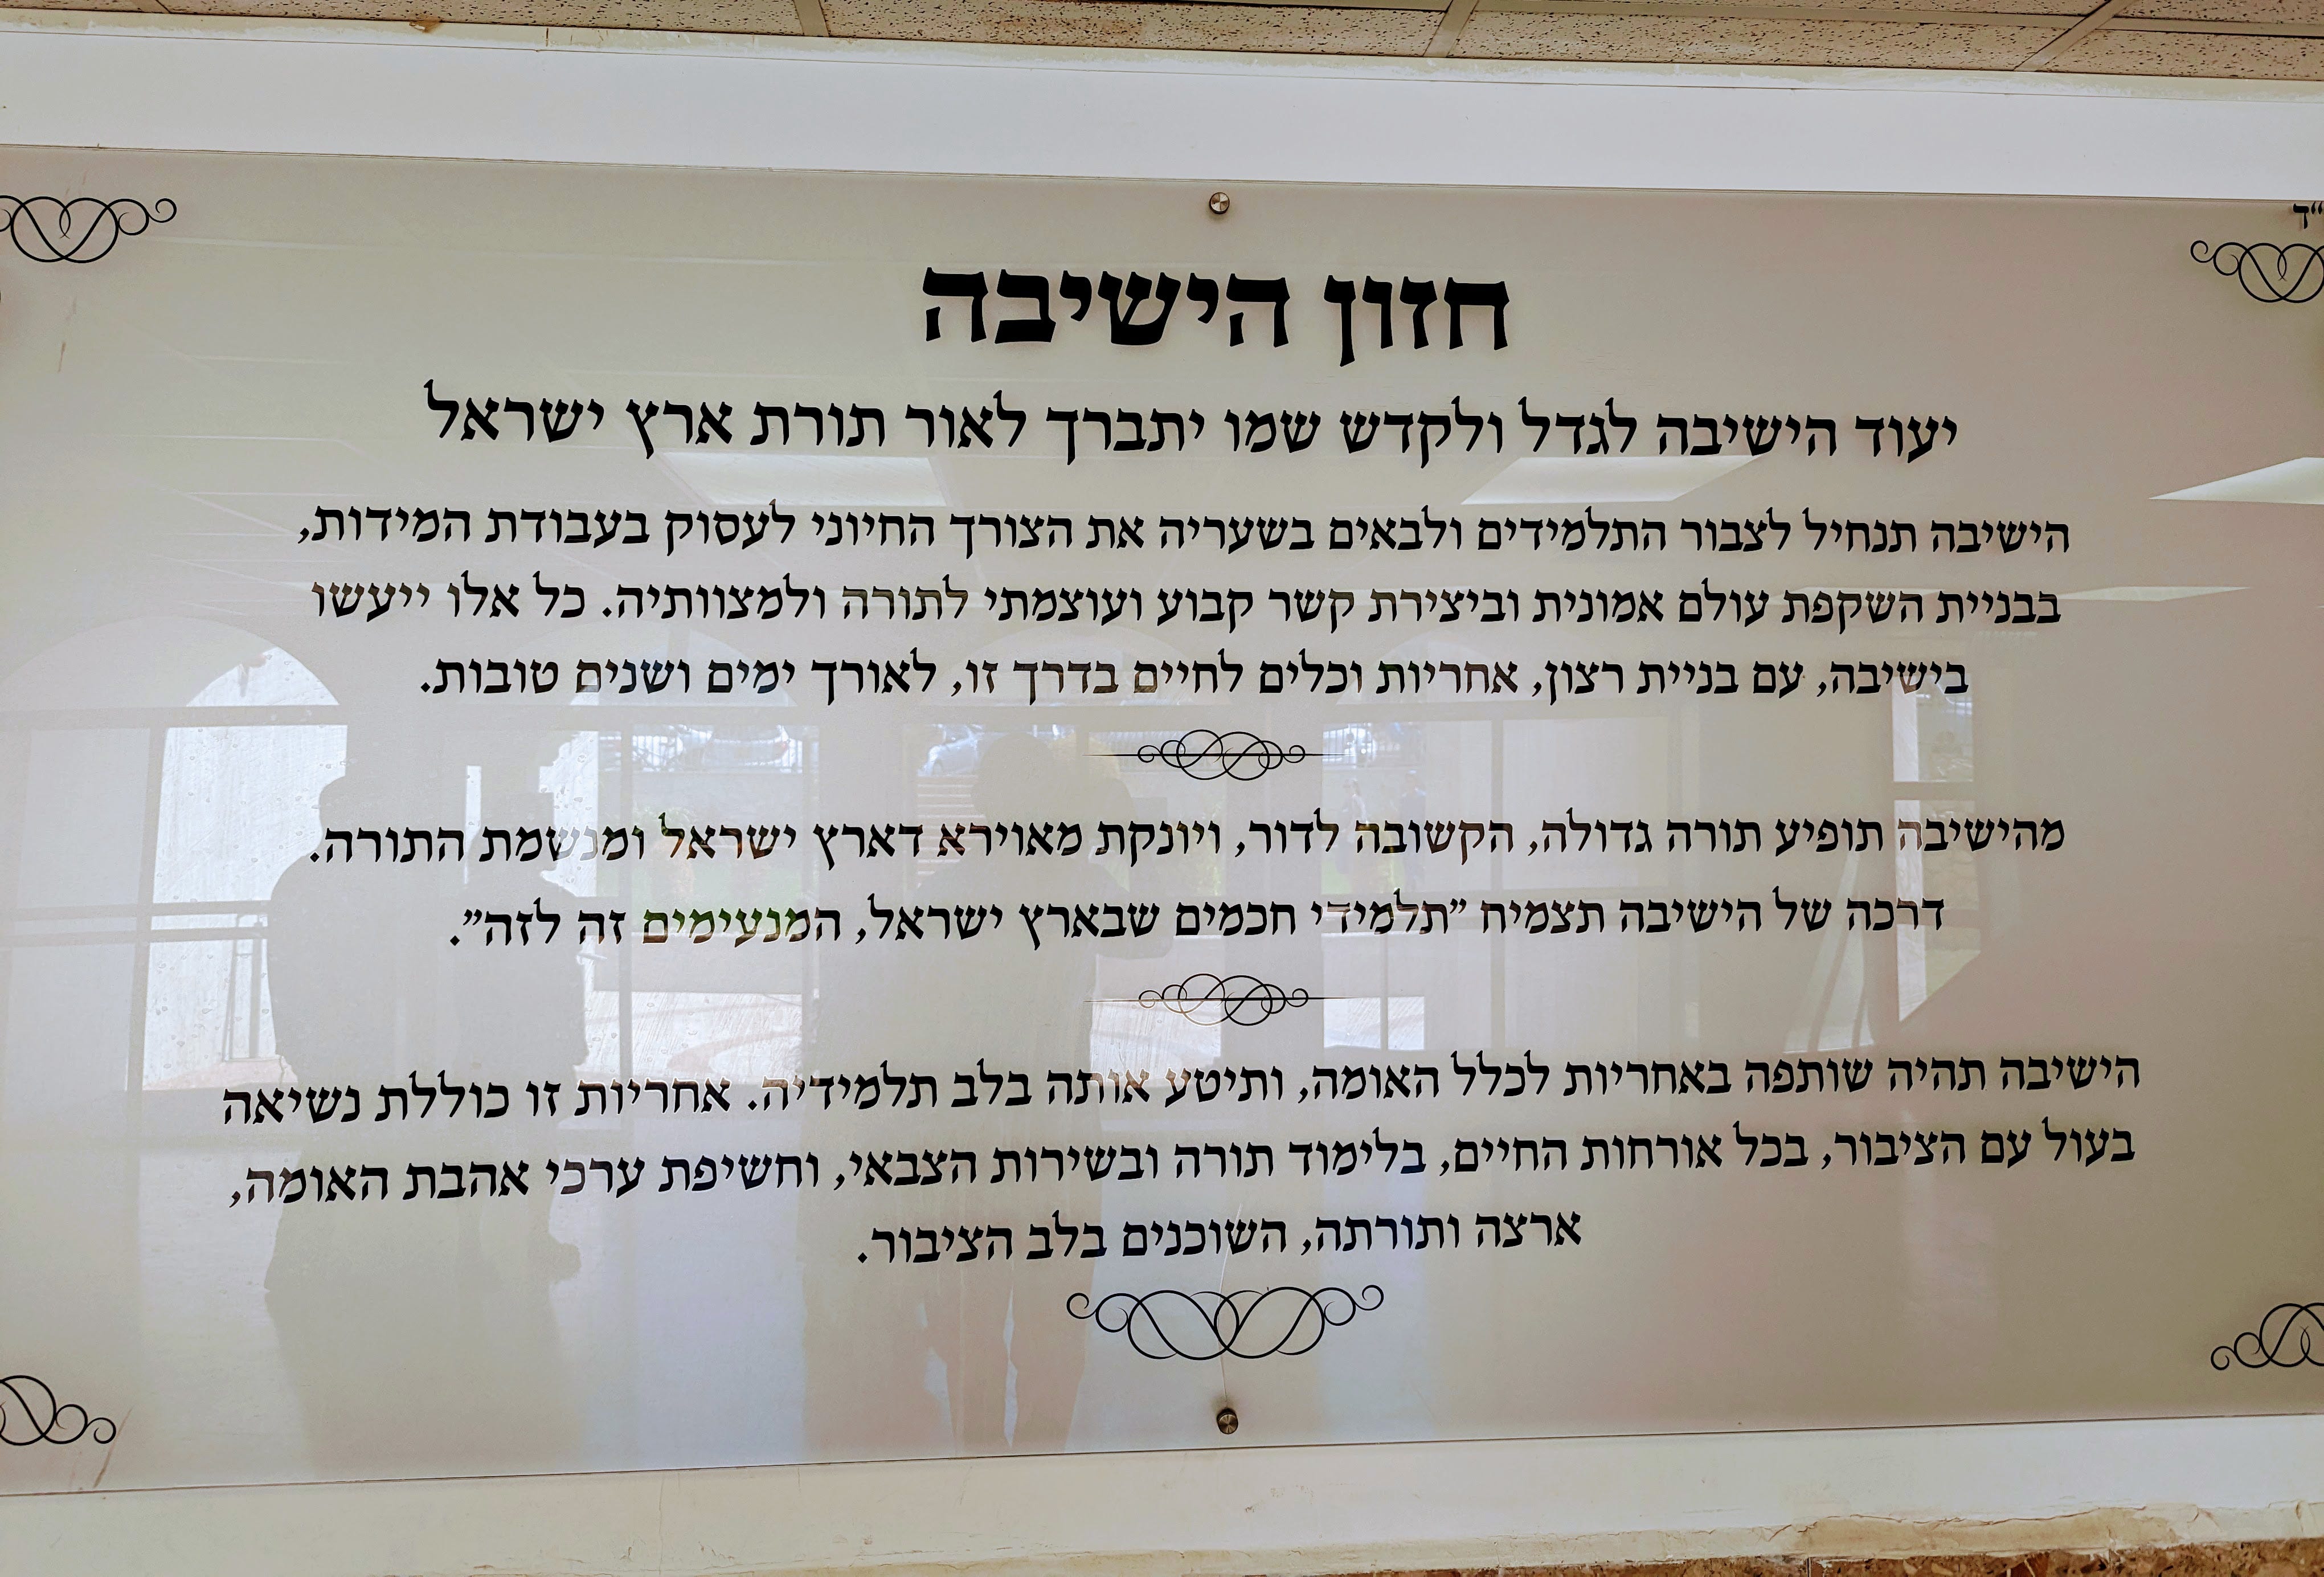 ״ד
חזון הישיבה
יעוד הישיבה לגדל ולקדש שמו יתברך לאור תורת ארץ ישראל
הישיבה תנחיל לצבור התלמידים ולבאים בשעריה את הצורך החיוני לעסוק בעבודת המידות,
בבניית השקפת עולם אמונית וביצירת קשר קבוע ועוצמתי לתורה ולמצוותיה. כל אלו ייעשו
בישיבה, עם בניית רצון, אחריות וכלים לחיים בדרך זו, לאורך ימים ושנים טובות.
מהישיבה תופיע תורה גדולה, הקשובה לדור, ויונקת מאוירא דארץ ישראל ומנשמת התורה.
דרכה של הישיבה תצמיח ״תלמידי חכמים שבארץ ישראל, המנעימים זה לזה״.
הישיבה תהיה שותפה באחריות לכלל האומה, ותיטע אותה בלב תלמידיה. אחריות זו כוללת נשיאה
בעול עם הציבור, בכל אורחות החיים, בלימוד תורה ובשירות הצבאי, וחשיפת ערכי אהבת האומה,
ארצה ותורתה, השוכנים בלב הציבור.